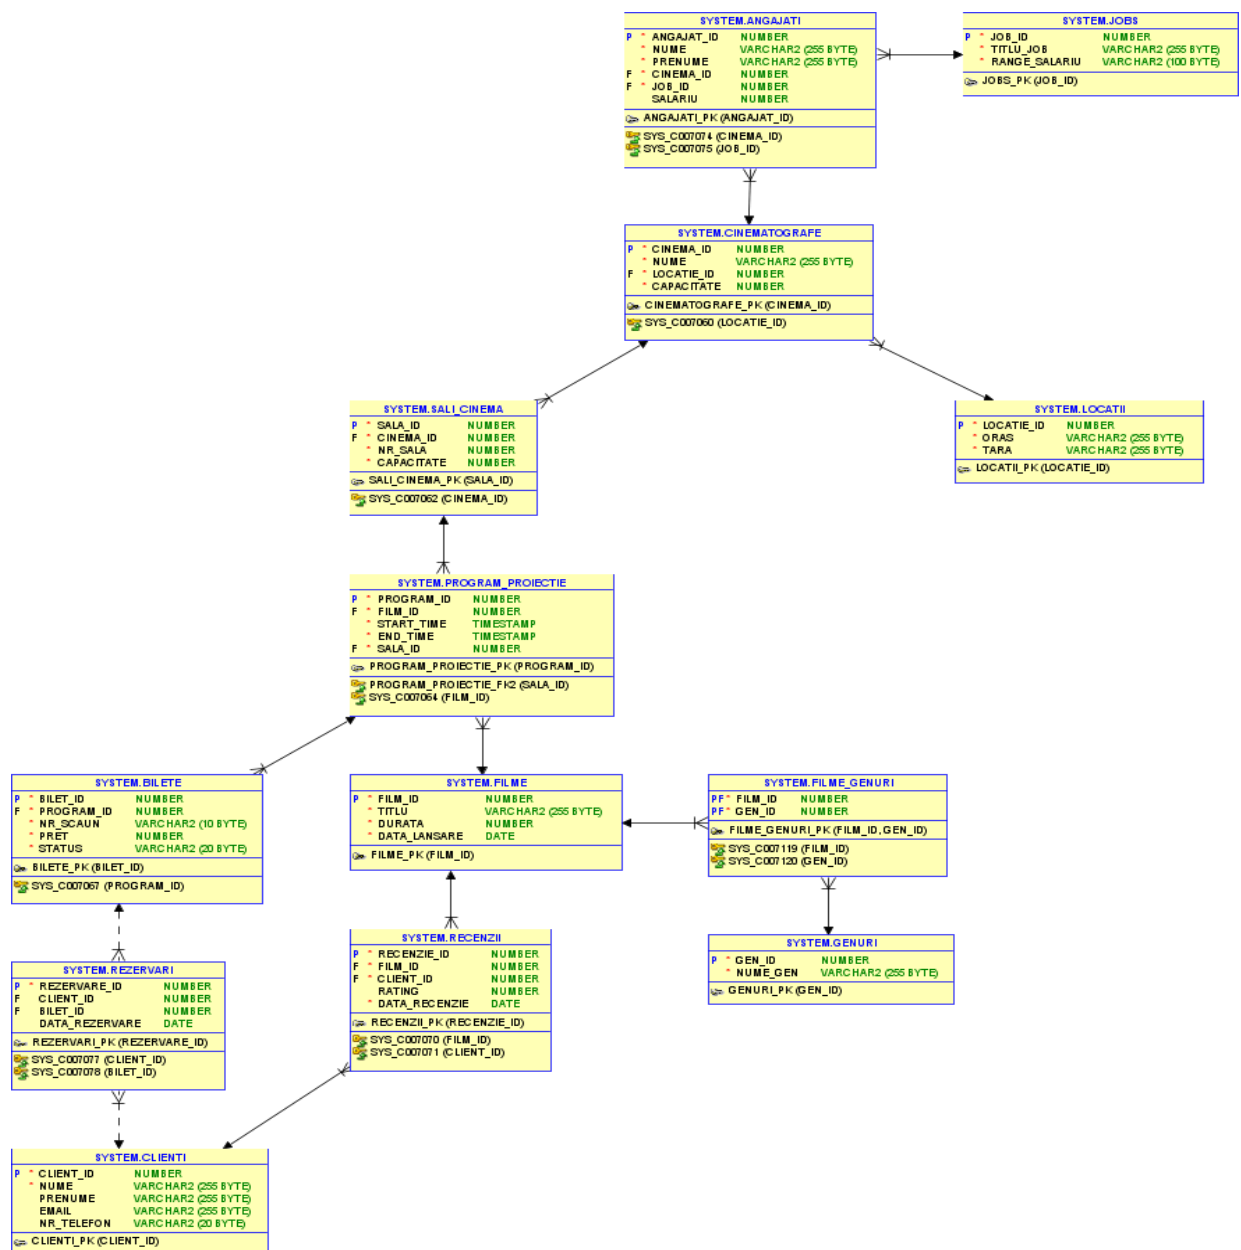 SYSTEM.ANGAJATI
P * ANGAJAT_ID NUMBER
* NUME VARCHAR2 (255 BYTE)
* PRENUME VARCHAR2 (255 BYTE)
F * CINEMA_ID NUMBER
F * JOB_ID NUMBER
SALARIU NUMBER
ANGAJATI_PK (ANGAJAT_ID)
SYS_C007074 (CINEMA_ID)
SYS_C007075 (JOB_ID)
SYSTEM.JOBS
P * JOB_ID NUMBER
* TITLU_JOB VARCHAR2 (255 BYTE)
* RANGE_SALARIU VARCHAR2 (100 BYTE)
JOBS_PK (JOB_ID)
SYSTEM.CINEMATOGRAFE
P * CINEMA_ID NUMBER
* NUME VARCHAR2 (255 BYTE)
F * LOCATIE_ID NUMBER
* CAPACITATE NUMBER
CINEMATOGRAFE_PK (CINEMA_ID)
SYS_C007060 (LOCATIE_ID)
SYSTEM.SALI_CINEMA
P * SALA_ID NUMBER
F * CINEMA_ID NUMBER
* NR_SALA NUMBER
* CAPACITATE NUMBER
SALI_CINEMA_PK (SALA_ID)
SYS_C007062 (CINEMA_ID)
SYSTEM.LOCATII
P * LOCATIE_ID NUMBER
* ORAS VARCHAR2 (255 BYTE)
* TARA VARCHAR2 (255 BYTE)
LOCATII_PK (LOCATIE_ID)
SYSTEM.PROGRAM_PROIECTIE
P * PROGRAM_ID NUMBER
F * FILM_ID NUMBER
* START_TIME TIMESTAMP
* END_TIME TIMESTAMP
F * SALA_ID NUMBER
PROGRAM_PROIECTIE_PK (PROGRAM_ID)
PROGRAM_PROIECTIE_FK2 (SALA_ID)
SYS_C007064 (FILM_ID)
SYSTEM.BILETE
P * BILET_ID NUMBER
F * PROGRAM_ID NUMBER
* NR_SCAUN VARCHAR2 (10 BYTE)
* PRET NUMBER
* STATUS VARCHAR2 (20 BYTE)
BILETE_PK (BILET_ID)
SYS_C007067 (PROGRAM_ID)
SYSTEM.FILME
P * FILM_ID NUMBER
* TITLU VARCHAR2 (255 BYTE)
* DURATA NUMBER
* DATA_LANSARE DATE
FILME_PK (FILM_ID)
SYSTEM.FILME_GENURI
PF * FILM_ID NUMBER
PF * GEN_ID NUMBER
FILME_GENURI_PK (FILM_ID, GEN_ID)
SYS_C007119 (FILM_ID)
SYS_C007120 (GEN_ID)
SYSTEM.REZERVARI
P * REZERVARE_ID NUMBER
F CLIENT_ID NUMBER
F BILET_ID NUMBER
DATA_REZERVARE DATE
REZERVARI_PK (REZERVARE_ID)
SYS_C007077 (CLIENT_ID)
SYS_C007078 (BILET_ID)
SYSTEM.RECENZII
P * RECENZIE_ID NUMBER
F * FILM_ID NUMBER
F * CLIENT_ID NUMBER
RATING NUMBER
* DATA_RECENZIE DATE
RECENZII_PK (RECENZIE_ID)
SYS_C007070 (FILM_ID)
SYS_C007071 (CLIENT_ID)
SYSTEM.GENURI
P * GEN_ID NUMBER
* NUME_GEN VARCHAR2 (255 BYTE)
GENURI_PK (GEN_ID)
SYSTEM.CLIENTI
P * CLIENT_ID NUMBER
* NUME VARCHAR2 (255 BYTE)
PRENUME VARCHAR2 (255 BYTE)
EMAIL VARCHAR2 (255 BYTE)
NR_TELEFON VARCHAR2 (20 BYTE)
CLIENTI_PK (CLIENT_ID)